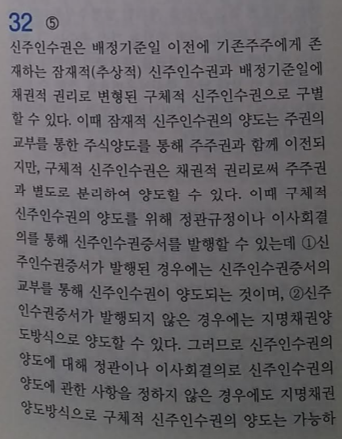 32 ⑤
신주인수권은 배정기준일 이전에 기존주주에게 존
재하는 잠재적(추상적) 신주인수권과 배정기준일에
채권적 권리로 변형된 구체적 신주인수권으로 구별
할 수 있다. 이때 잠재적 신주인수권의 양도는 주권의
교부를 통한 주식양도를 통해 주주권과 함께 이전되
지만, 구체적 신주인수권은 채권적 권리로써 주주권
과 별도로 분리하여 양도할 수 있다. 이때 구체적
신주인수권의 양도를 위해 정관규정이나 이사회결
의를 통해 신주인수권증서를 발행할 수 있는데 ①신
주인수권증서가 발행된 경우에는 신주인수권증서의
교부를 통해 신주인수권이 양도되는 것이며, ②신주
인수권증서가 발행되지 않은 경우에는 지명채권양
도방식으로 양도할 수 있다. 그러므로 신주인수권의
양도에 대해 정관이나 이사회결의로 신주인수권의
양도에 관한 사항을 정하지 않은 경우에도 지명채권
양도방식으로 구체적 신주인수권의 양도는 가능하